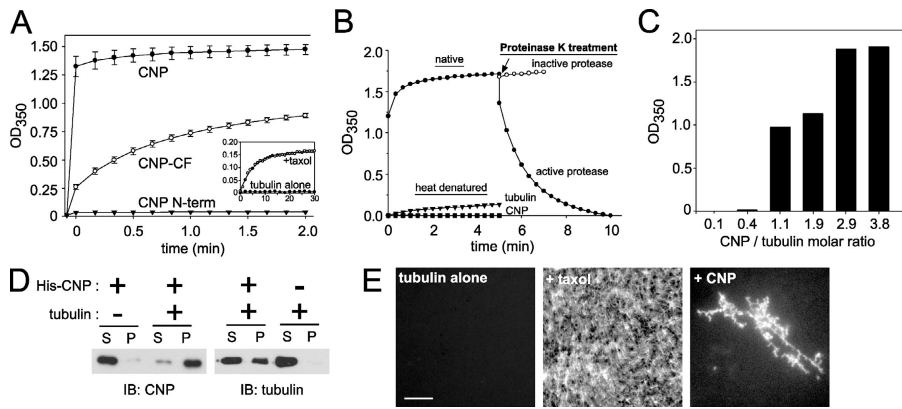 A
OD350
1.50
1.25
1.00
0.75
0.50
0.25
0
CNP
CNP-CF
CNP N-term
0.20
0.15
0.10
0.05
0
+taxol
tubulin alone
0 10 20 30
0 0.5 1.0 1.5 2.0
time (min)
B
Proteinase K treatment
native
inactive protease
OD350
2.0
1.5
1.0
0.5
0.0
active protease
heat denatured
tubulin
CNP
0 2 4 6 8 10
time (min)
C
OD350
2.0
1.5
1.0
0.5
0
0.1 0.4 1.1 1.9 2.9 3.8
CNP / tubulin molar ratio
D
His-CNP : + + + -
tubulin : - + + +
S P S P S P S P
IB: CNP IB: tubulin
E
tubulin alone
+ taxol
+ CNP